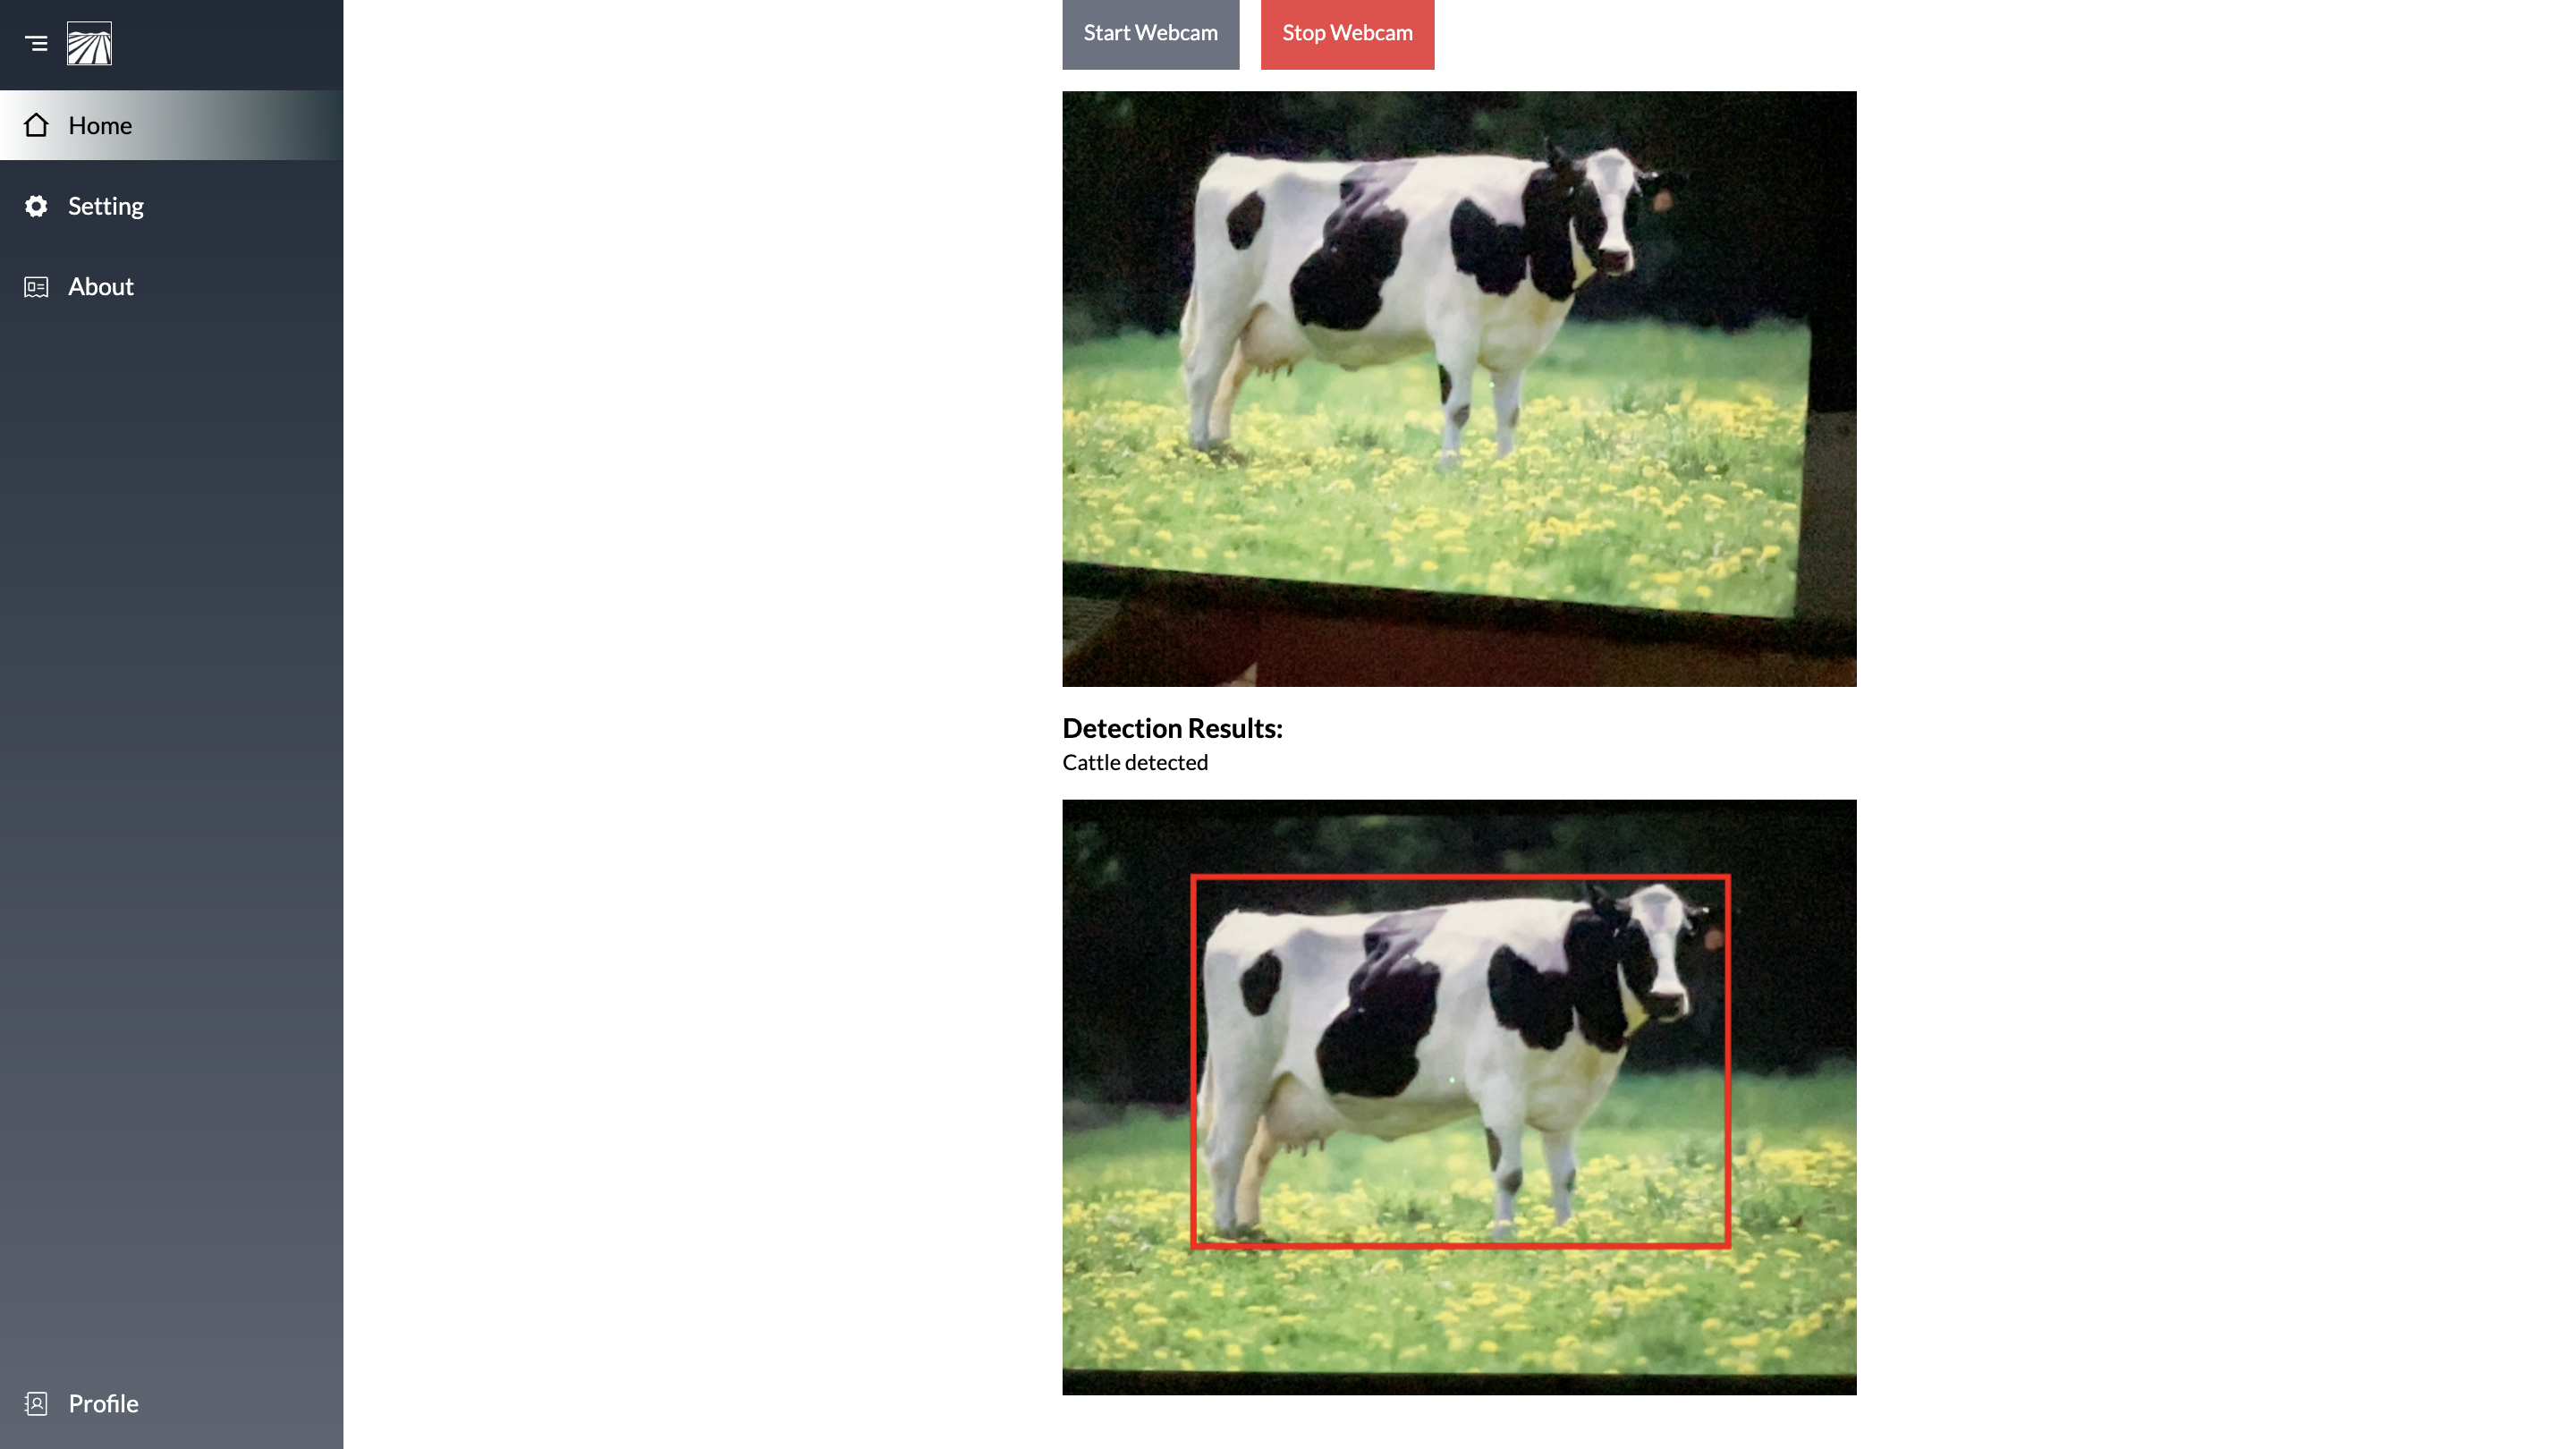 Start Webcam
Stop Webcam
Home
Setting
About
Detection Results:
Cattle detected
Profile